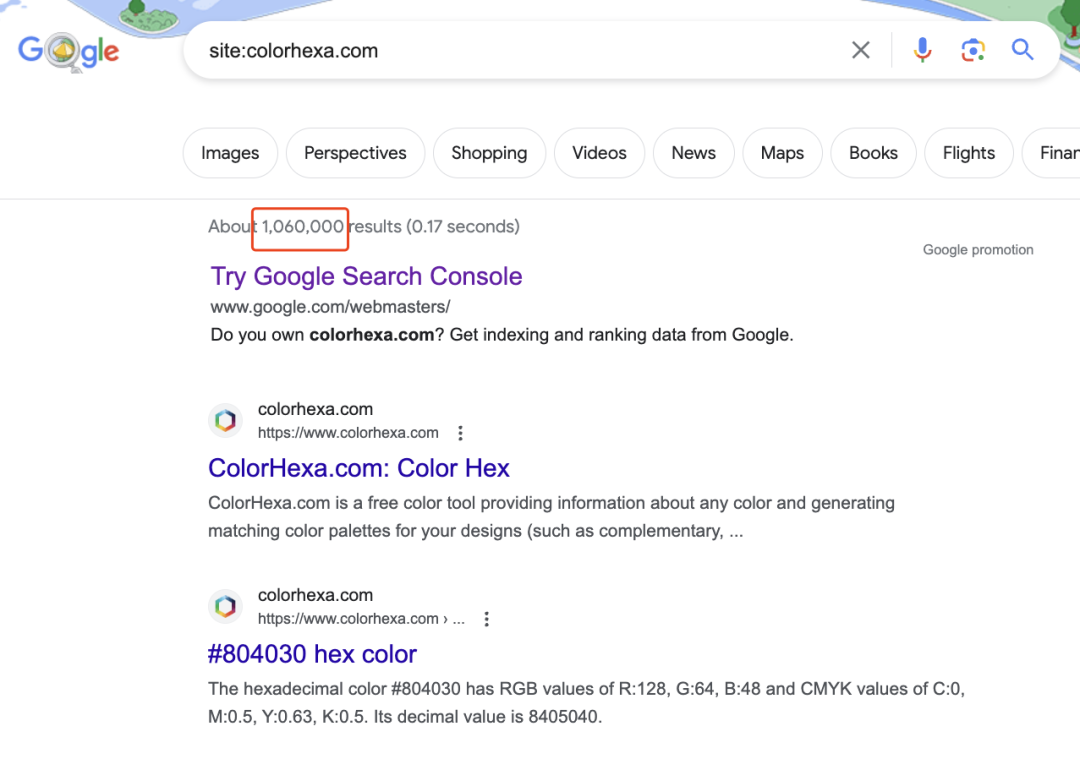 Google
site:colorhexa.com
Images Perspectives Shopping Videos News Maps Books Flights Finan
About 1,060,000 results (0.17 seconds)
Google promotion
Try Google Search Console
www.google.com/webmasters/
Do you own colorhexa.com? Get indexing and ranking data from Google.
colorhexa.com
https://www.colorhexa.com
ColorHexa.com: Color Hex
ColorHexa.com is a free color tool providing information about any color and generating
matching color palettes for your designs (such as complementary, ...
colorhexa.com
https://www.colorhexa.com › ...
#804030 hex color
The hexadecimal color #804030 has RGB values of R:128, G:64, B:48 and CMYK values of C:0,
M:0.5, Y:0.63, K:0.5. Its decimal value is 8405040.